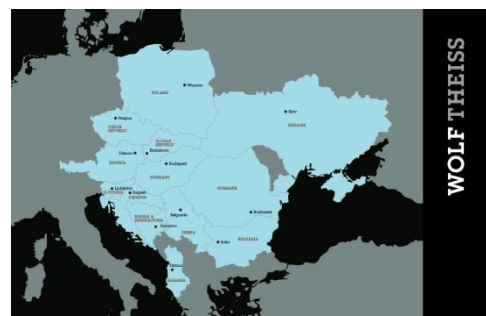 Warsaw
POLAND
Kyiv
UKRAINE
Prague
CZECH
REPUBLIC
SLOVAK
REPUBLIC
Vienna
Bratislava
AUSTRIA
Budapest
HUNGARY
Ljubljana
SLOVENIA
Zagreb
CROATIA
ROMANIA
Bucharest
BOSNIA &
HERZEGOVINA
Belgrade
Sarajevo
SERBIA
Sofia
BULGARIA
Tirana
ALBANIA
WOLF THEISS